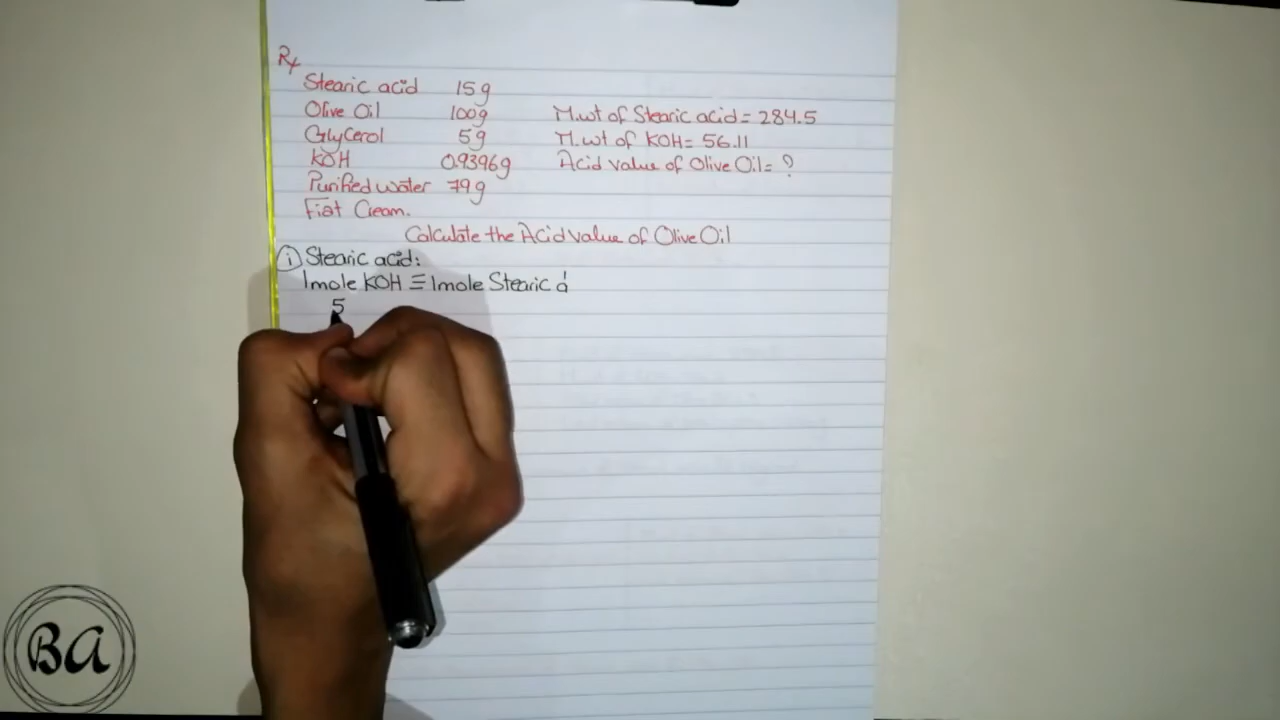 Rx
Stearic acid 15g
Olive Oil 100g M.wt of Stearic acid = 284.5
Glycerol 5g M.wt of KOH = 56.11
KOH 0.9396g Acid value of Olive Oil = ?
Purified water 79g
Fiat Cream.
Calculate the Acid Value of Olive Oil
i Stearic acid:
1mole KOH ≡ 1mole Stearic a
5
BA